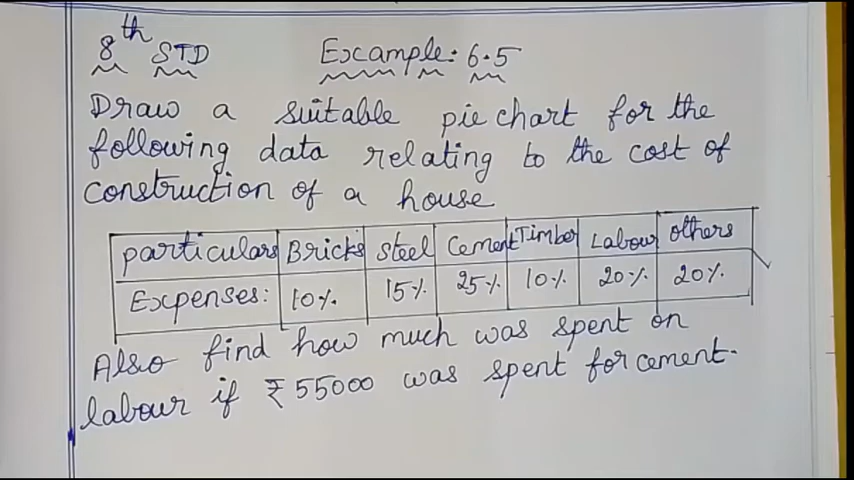 8th STD Example: 6.5
Draw a suitable pie chart for the
following data relating to the cost of
construction of a house
particulars Bricks Steel Cement Timber Labour others
Expenses: 10% 15% 25% 10% 20% 20%
Also find how much was spent on
labour if ₹55000 was spent for cement.